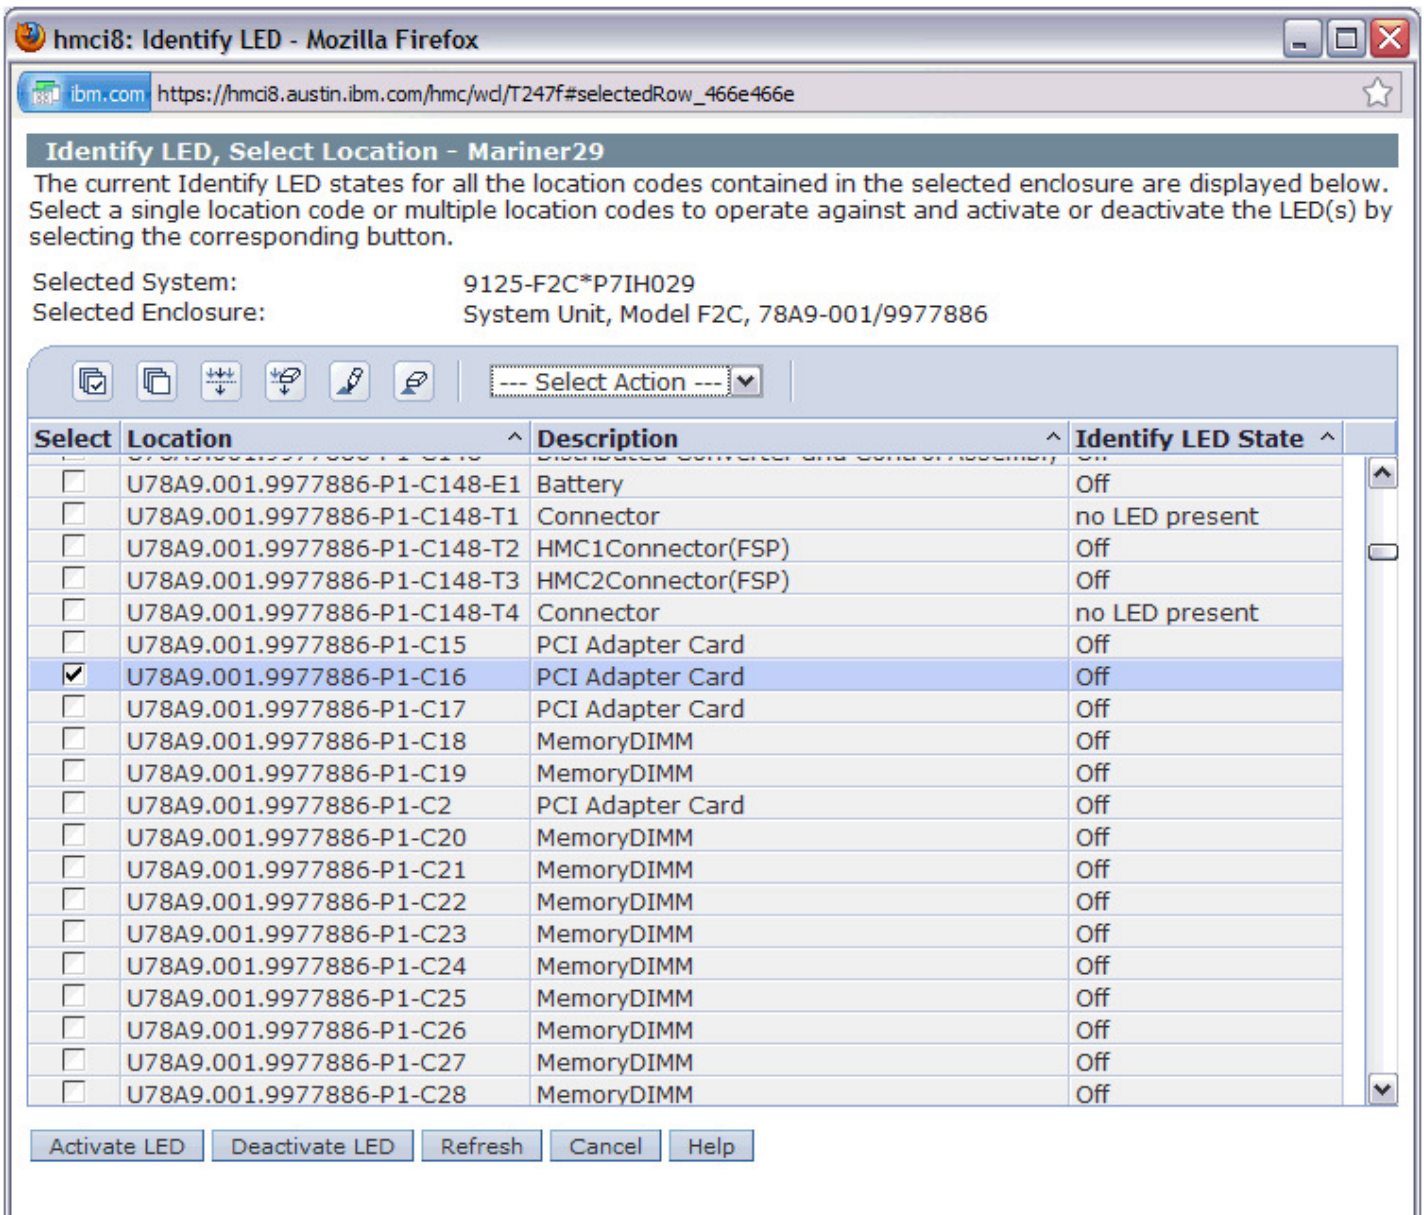 hmci8: Identify LED - Mozilla Firefox
ibm.com https://hmci8.austin.ibm.com/hmc/wcl/T247f#selectedRow_466e466e
Identify LED, Select Location - Mariner29
The current Identify LED states for all the location codes contained in the selected enclosure are displayed below.
Select a single location code or multiple location codes to operate against and activate or deactivate the LED(s) by
selecting the corresponding button.
Selected System: 9125-F2C*P7IH029
Selected Enclosure: System Unit, Model F2C, 78A9-001/9977886
--- Select Action ---
Select Location ^ Description ^ Identify LED State ^
U78A9.001.9977886-P1-C148 Distributed Converter and Control Assembly Off
U78A9.001.9977886-P1-C148-E1 Battery Off
U78A9.001.9977886-P1-C148-T1 Connector no LED present
U78A9.001.9977886-P1-C148-T2 HMC1Connector(FSP) Off
U78A9.001.9977886-P1-C148-T3 HMC2Connector(FSP) Off
U78A9.001.9977886-P1-C148-T4 Connector no LED present
U78A9.001.9977886-P1-C15 PCI Adapter Card Off
U78A9.001.9977886-P1-C16 PCI Adapter Card Off
U78A9.001.9977886-P1-C17 PCI Adapter Card Off
U78A9.001.9977886-P1-C18 MemoryDIMM Off
U78A9.001.9977886-P1-C19 MemoryDIMM Off
U78A9.001.9977886-P1-C2 PCI Adapter Card Off
U78A9.001.9977886-P1-C20 MemoryDIMM Off
U78A9.001.9977886-P1-C21 MemoryDIMM Off
U78A9.001.9977886-P1-C22 MemoryDIMM Off
U78A9.001.9977886-P1-C23 MemoryDIMM Off
U78A9.001.9977886-P1-C24 MemoryDIMM Off
U78A9.001.9977886-P1-C25 MemoryDIMM Off
U78A9.001.9977886-P1-C26 MemoryDIMM Off
U78A9.001.9977886-P1-C27 MemoryDIMM Off
U78A9.001.9977886-P1-C28 MemoryDIMM Off
Activate LED Deactivate LED Refresh Cancel Help